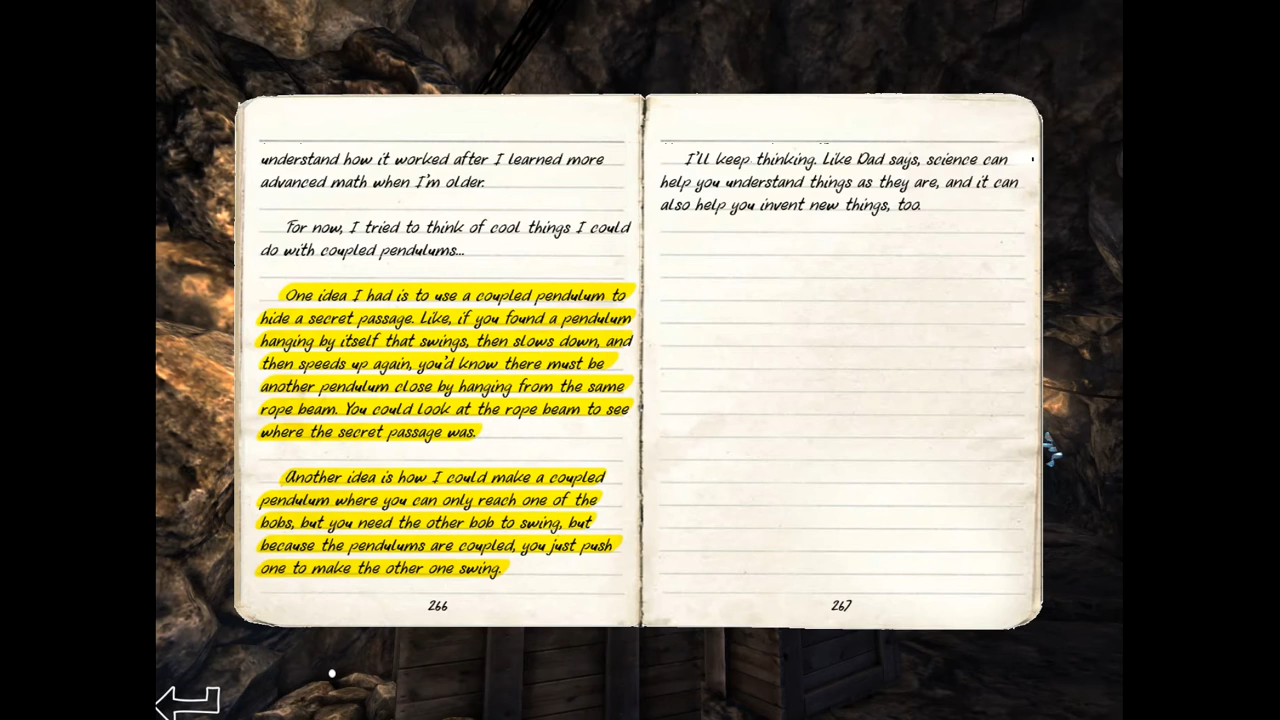 understand how it worked after I learned more
advanced math when I'm older.
For now, I tried to think of cool things I could
do with coupled pendulums...
One idea I had is to use a coupled pendulum to
hide a secret passage. Like, if you found a pendulum
hanging by itself that swings, then slows down, and
then speeds up again, you'd know there must be
another pendulum close by hanging from the same
rope beam. You could look at the rope beam to see
where the secret passage was.
Another idea is how I could make a coupled
pendulum where you can only reach one of the
bobs, but you need the other bob to swing, but
because the pendulums are coupled, you just push
one to make the other one swing.
266
I'll keep thinking. Like Dad says, science can
help you understand things as they are, and it can
also help you invent new things, too.
267